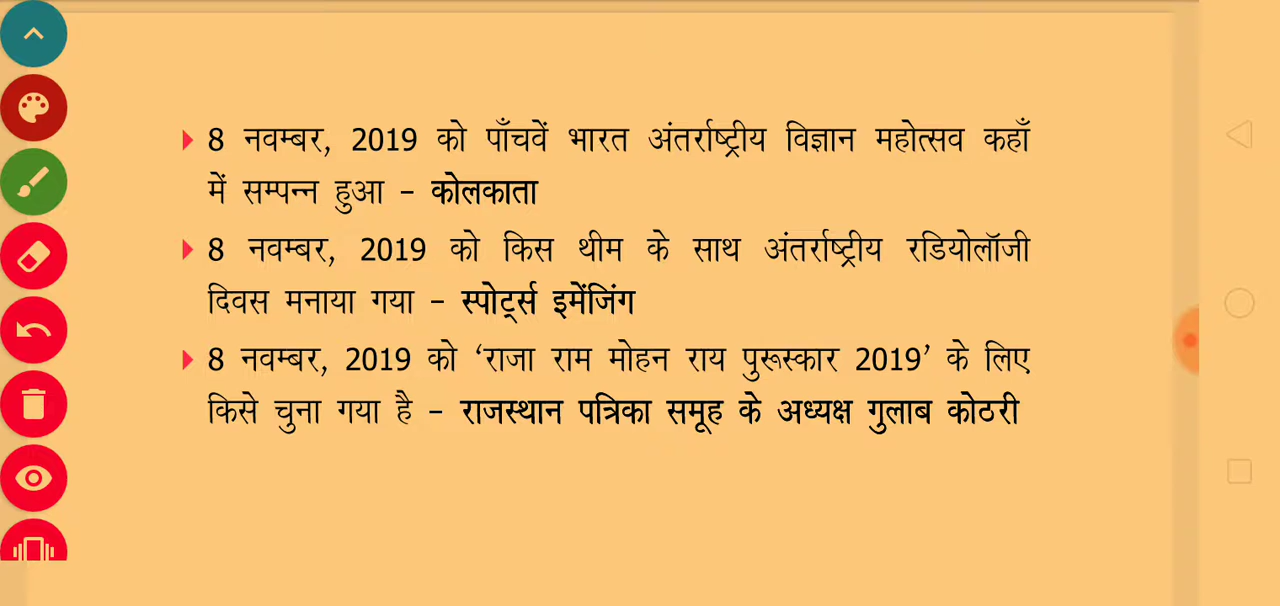 8 नवम्बर, 2019 को पाँचवें भारत अंतर्राष्ट्रीय विज्ञान महोत्सव कहाँ
में सम्पन्न हुआ – कोलकाता
8 नवम्बर, 2019 को किस थीम के साथ अंतर्राष्ट्रीय रडियोलॉजी
दिवस मनाया गया – स्पोर्ट्स इमेंजिंग
8 नवम्बर, 2019 को ‘राजा राम मोहन राय पुरूस्कार 2019’ के लिए
किसे चुना गया है – राजस्थान पत्रिका समूह के अध्यक्ष गुलाब कोठरी